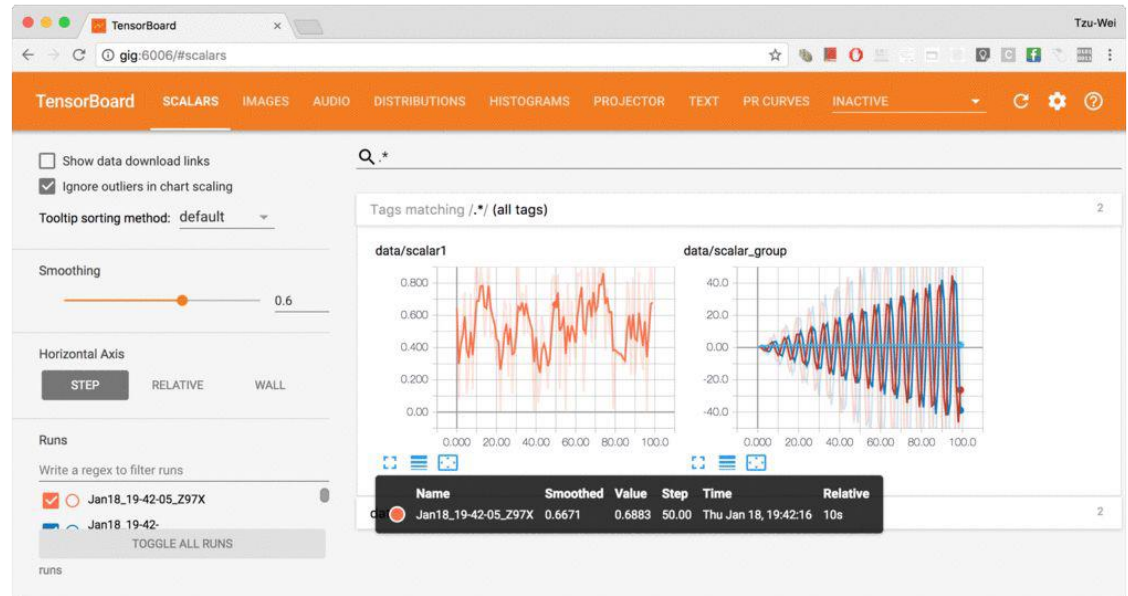 TensorBoard
Tzu-Wei
gig:6006/#scalars
TensorBoard SCALARS IMAGES AUDIO DISTRIBUTIONS HISTOGRAMS PROJECTOR TEXT PR CURVES INACTIVE
Show data download links
Ignore outliers in chart scaling
Tooltip sorting method: default
Smoothing
0.6
Horizontal Axis
STEP RELATIVE WALL
Runs
Write a regex to filter runs
Jan18_19-42-05_Z97X
Jan18_19-42-
TOGGLE ALL RUNS
runs
.*
Tags matching /.*/ (all tags) 2
data/scalar1
0.800
0.600
0.400
0.200
0.00
0.000 20.00 40.00 60.00 80.00 100.0
data/scalar_group
40.0
20.0
0.00
-20.0
-40.0
0.000 20.00 40.00 60.00 80.00 100.0
Name Smoothed Value Step Time Relative
Jan18_19-42-05_Z97X 0.6671 0.6883 50.00 Thu Jan 18, 19:42:16 10s
2